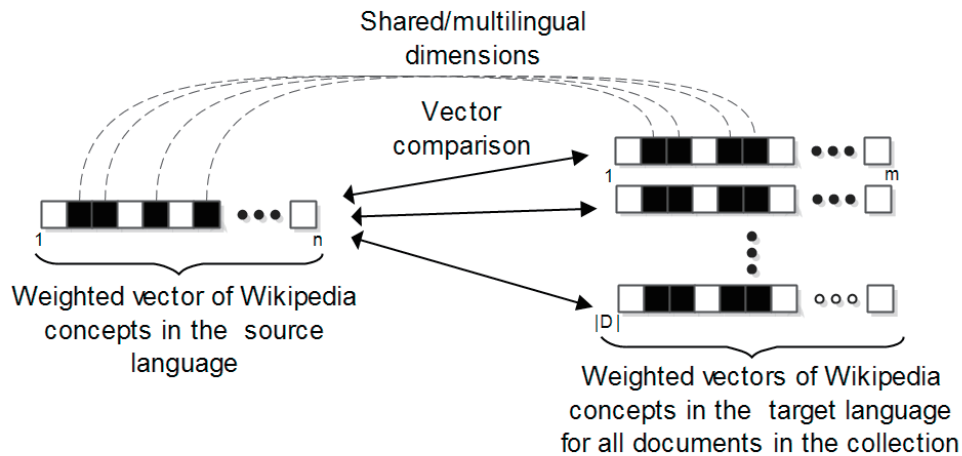 Shared/multilingual
dimensions
Vector
comparison
1
m
1
n
|D|
Weighted vector of Wikipedia
concepts in the source
language
Weighted vectors of Wikipedia
concepts in the target language
for all documents in the collection